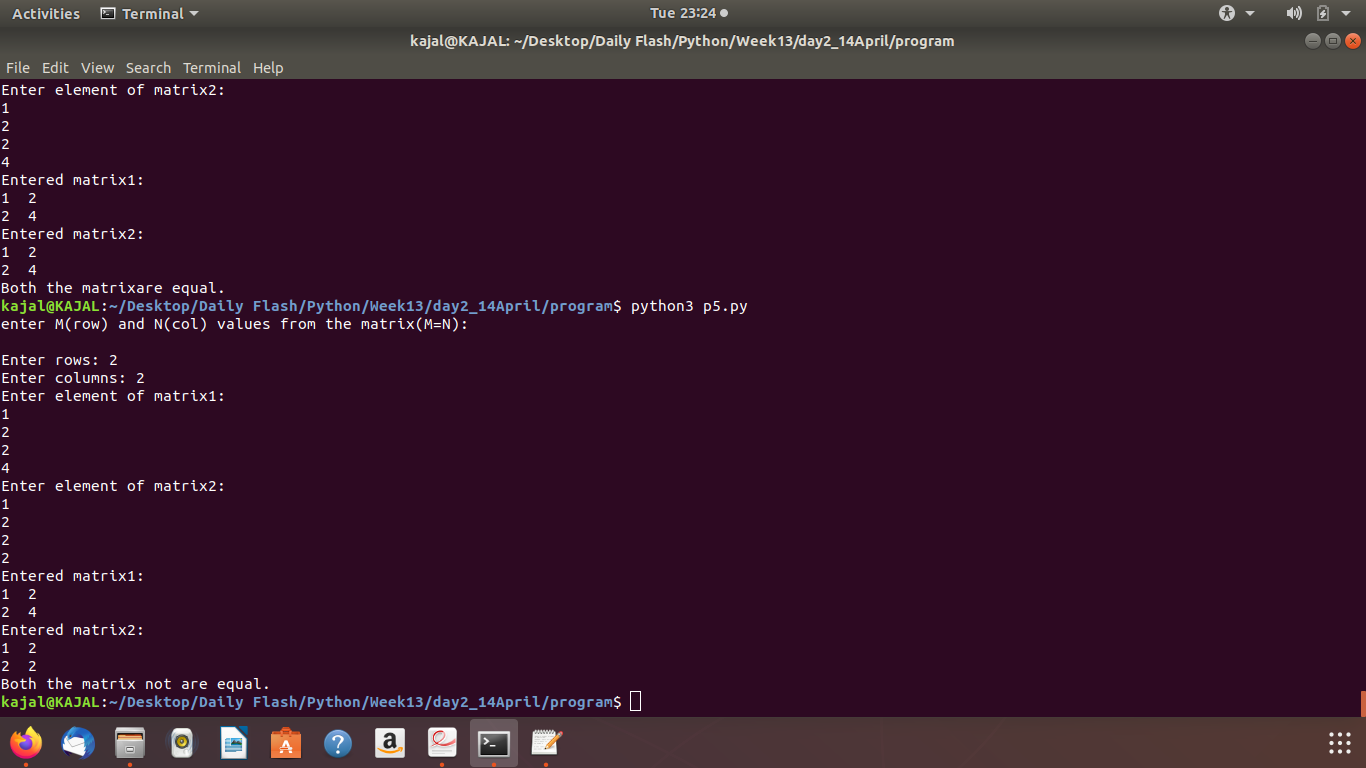 Activities Terminal Tue 23:24
kajal@KAJAL: ~/Desktop/Daily Flash/Python/Week13/day2_14April/program
File Edit View Search Terminal Help
Enter element of matrix2:
1
2
2
4
Entered matrix1:
1  2
2  4
Entered matrix2:
1  2
2  4
Both the matrixare equal.
kajal@KAJAL:~/Desktop/Daily Flash/Python/Week13/day2_14April/program$ python3 p5.py
enter M(row) and N(col) values from the matrix(M=N):
Enter rows: 2
Enter columns: 2
Enter element of matrix1:
1
2
2
4
Enter element of matrix2:
1
2
2
2
Entered matrix1:
1  2
2  4
Entered matrix2:
1  2
2  2
Both the matrix not are equal.
kajal@KAJAL:~/Desktop/Daily Flash/Python/Week13/day2_14April/program$